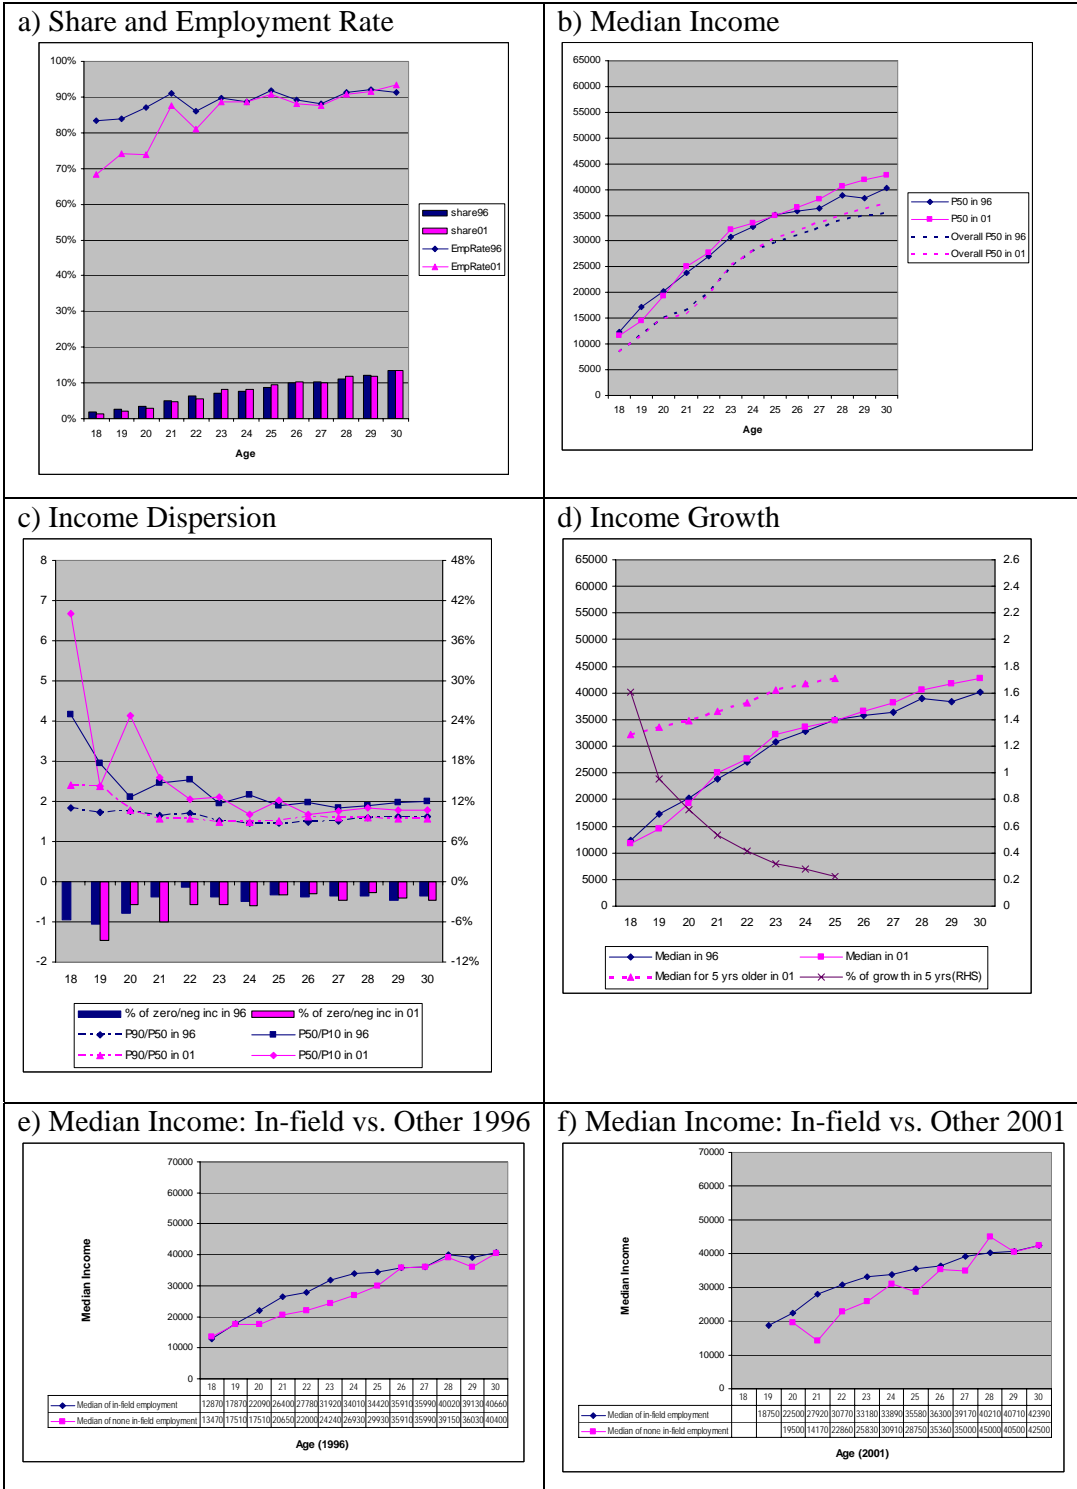 a) Share and Employment Rate
100%
90%
80%
70%
60%
50%
40%
30%
20%
10%
0%
18 19 20 21 22 23 24 25 26 27 28 29 30
Age
share96
share01
EmpRate96
EmpRate01
b) Median Income
65000
60000
55000
50000
45000
40000
35000
30000
25000
20000
15000
10000
5000
0
18 19 20 21 22 23 24 25 26 27 28 29 30
Age
P50 in 96
P50 in 01
Overall P50 in 96
Overall P50 in 01
c) Income Dispersion
8 48%
7 42%
6 36%
5 30%
4 24%
3 18%
2 12%
1 6%
0 0%
-1 -6%
-2 -12%
18 19 20 21 22 23 24 25 26 27 28 29 30
% of zero/neg inc in 96 % of zero/neg inc in 01
P90/P50 in 96 P50/P10 in 96
P90/P50 in 01 P50/P10 in 01
d) Income Growth
65000 2.6
60000 2.4
55000 2.2
50000 2
45000 1.8
40000 1.6
35000 1.4
30000 1.2
25000 1
20000 0.8
15000 0.6
10000 0.4
5000 0.2
0 0
18 19 20 21 22 23 24 25 26 27 28 29 30
Median in 96 Median in 01
Median for 5 yrs older in 01 % of growth in 5 yrs(RHS)
e) Median Income: In-field vs. Other 1996
Median Income
70000
60000
50000
40000
30000
20000
10000
0
18 19 20 21 22 23 24 25 26 27 28 29 30
Median of in-field employment 12870 17870 22090 26400 27780 31920 34010 34420 35910 35990 40020 39130 40660
Median of none in-field employment 13470 17510 17510 20650 22000 24240 26930 29930 35910 35990 39150 36030 40400
Age (1996)
f) Median Income: In-field vs. Other 2001
Median Income
70000
60000
50000
40000
30000
20000
10000
0
18 19 20 21 22 23 24 25 26 27 28 29 30
Median of in-field employment 18750 22500 27920 30770 33180 33890 35580 36300 39170 40210 40710 42390
Median of none in-field employment 19500 14170 22860 25830 30910 28750 35360 35000 45000 40500 42500
Age (2001)